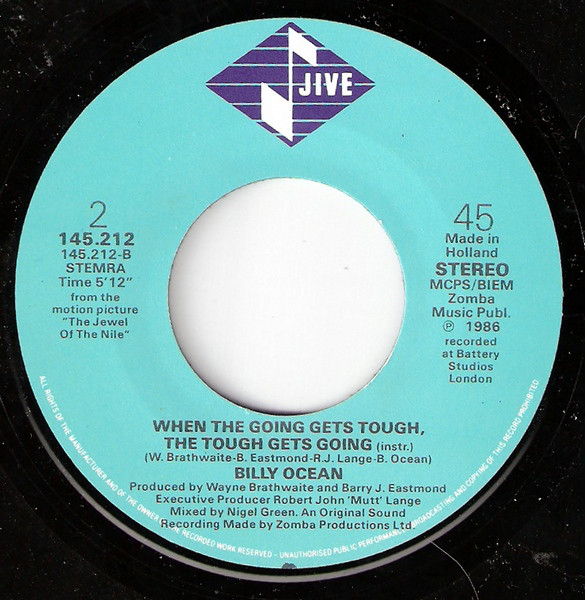 JIVE
2
145.212
145.212-B
STEMRA
Time 5'12"
from the
motion picture
"The Jewel
Of The Nile"
45
Made in
Holland
STEREO
MCPS/BIEM
Zomba
Music Publ.
℗ 1986
recorded
at Battery
Studios
London
WHEN THE GOING GETS TOUGH,
THE TOUGH GETS GOING (instr.)
(W. Brathwaite-B. Eastmond-R.J. Lange-B. Ocean)
BILLY OCEAN
Produced by Wayne Brathwaite and Barry J. Eastmond
Executive Producer Robert John 'Mutt' Lange
Mixed by Nigel Green. An Original Sound
Recording Made by Zomba Productions Ltd.
ALL RIGHTS OF THE MANUFACTURER AND OF THE OWNER OF THE RECORDED WORK RESERVED - UNAUTHORISED PUBLIC PERFORMANCE, BROADCASTING AND COPYING OF THIS RECORD PROHIBITED